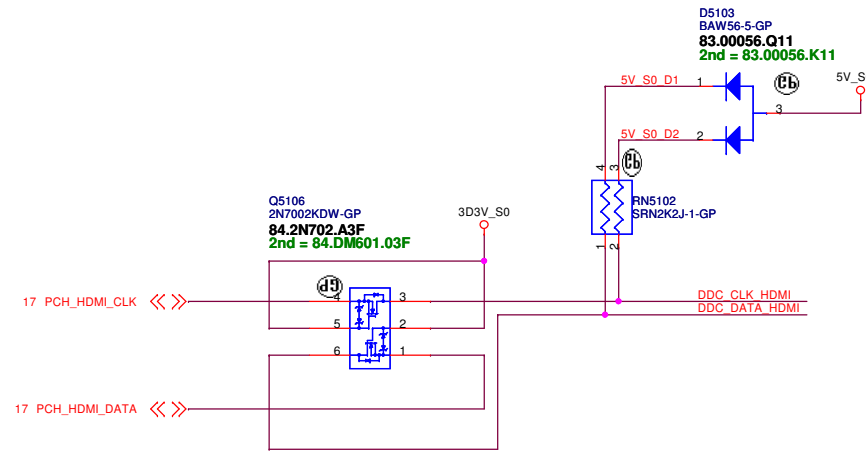 D5103
BAW56-5-GP
83.00056.Q11
2nd = 83.00056.K11
5V_S0_D1
1
5V_S
3
5V_S0_D2
2
4
3
Q5106
2N7002KDW-GP
84.2N702.A3F
2nd = 84.DM601.03F
3D3V_S0
RN5102
SRN2K2J-1-GP
1
2
GP
17 PCH_HDMI_CLK
4
3
DDC_CLK_HDMI
DDC_DATA_HDMI
5
2
6
1
17 PCH_HDMI_DATA